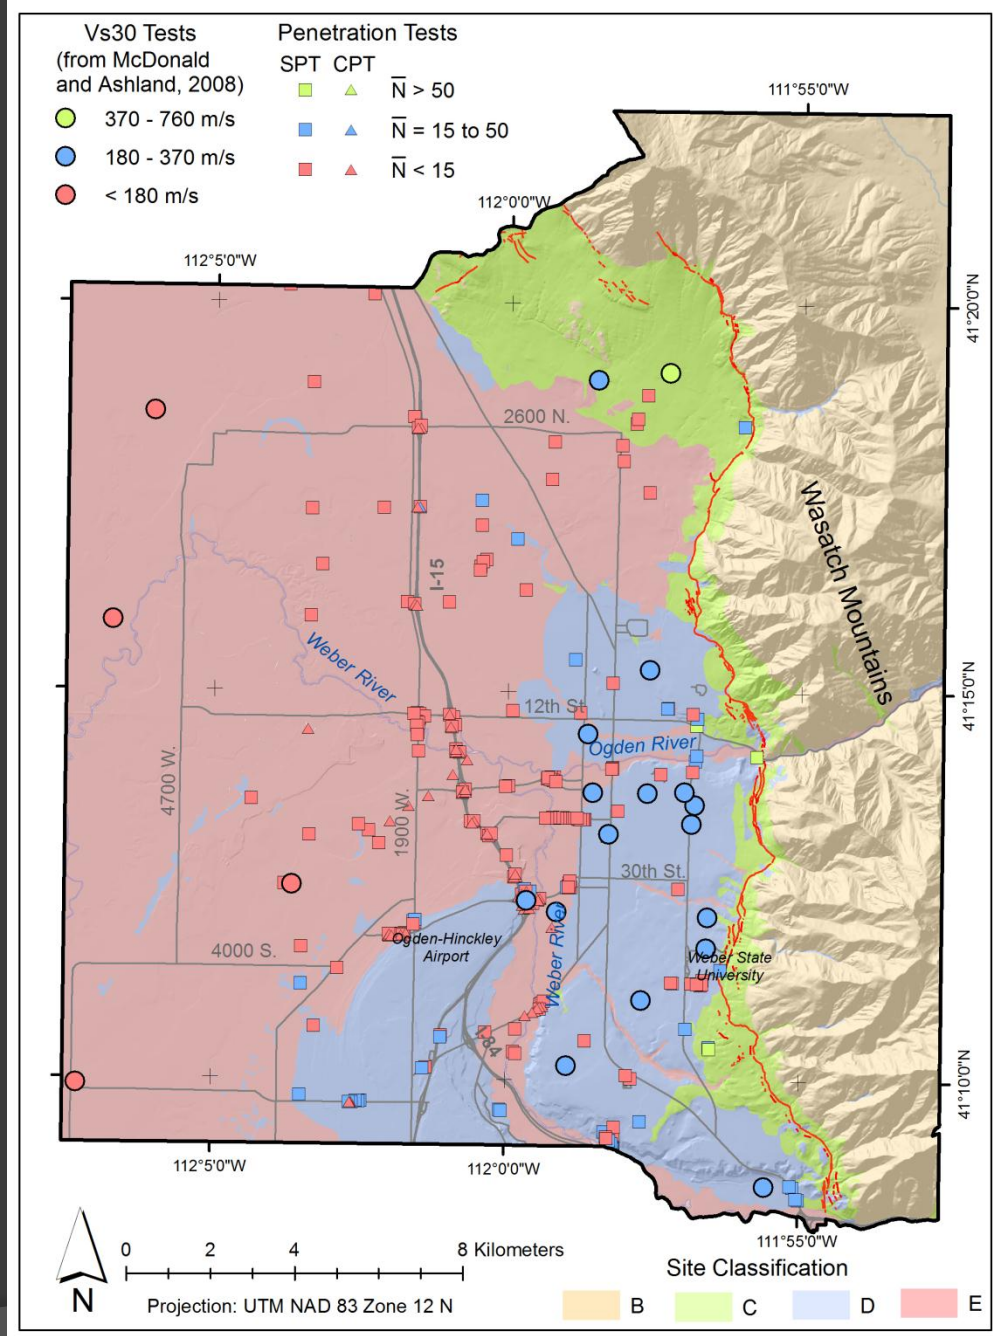 Vs30 Tests
(from McDonald
and Ashland, 2008)
370 - 760 m/s
180 - 370 m/s
< 180 m/s
Penetration Tests
SPT CPT
N̅ > 50
N̅ = 15 to 50
N̅ < 15
111°55'0"W
112°0'0"W
112°5'0"W
41°20'0"N
2600 N.
Wasatch Mountains
I-15
Weber River
41°15'0"N
12th St
Ogden River
4700 W.
1900 W.
30th St.
Ogden-Hinckley
Airport
Weber River
Weber State
University
4000 S.
I-84
41°10'0"N
112°5'0"W
112°0'0"W
111°55'0"W
N
0 2 4 8 Kilometers
Projection: UTM NAD 83 Zone 12 N
Site Classification
B C D E